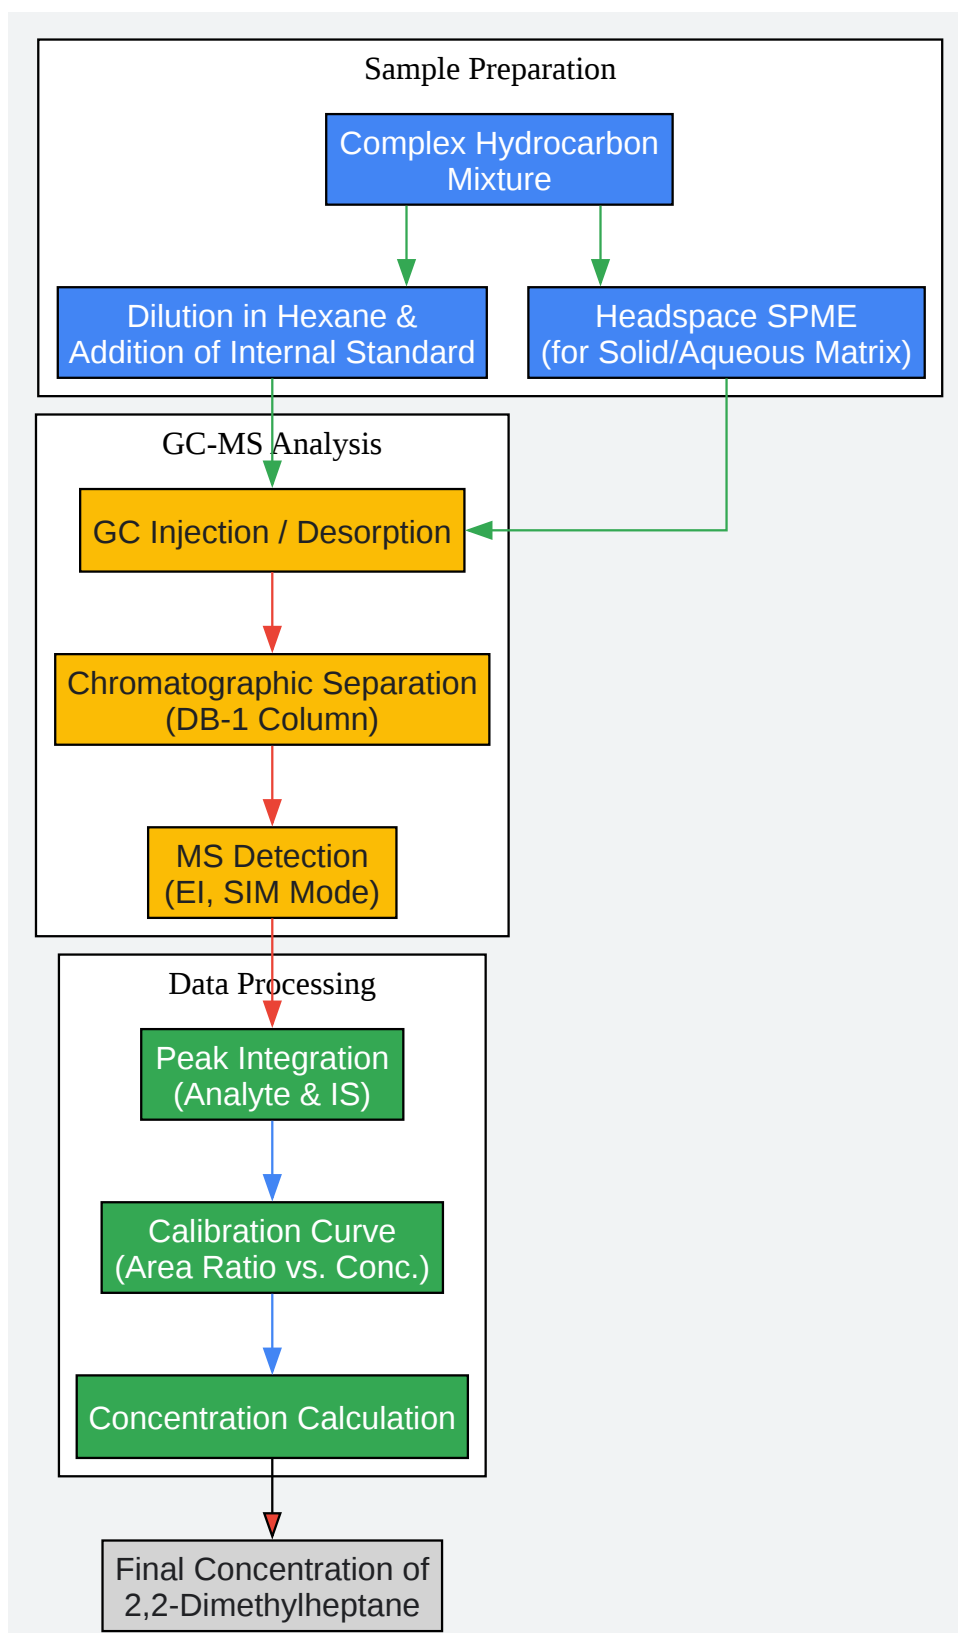 Sample Preparation
Complex Hydrocarbon
Mixture
Dilution in Hexane &
Addition of Internal Standard
Headspace SPME
(for Solid/Aqueous Matrix)
GC-MS Analysis
GC Injection / Desorption
Chromatographic Separation
(DB-1 Column)
MS Detection
(EI, SIM Mode)
Data Processing
Peak Integration
(Analyte & IS)
Calibration Curve
(Area Ratio vs. Conc.)
Concentration Calculation
Final Concentration of
2,2-Dimethylheptane